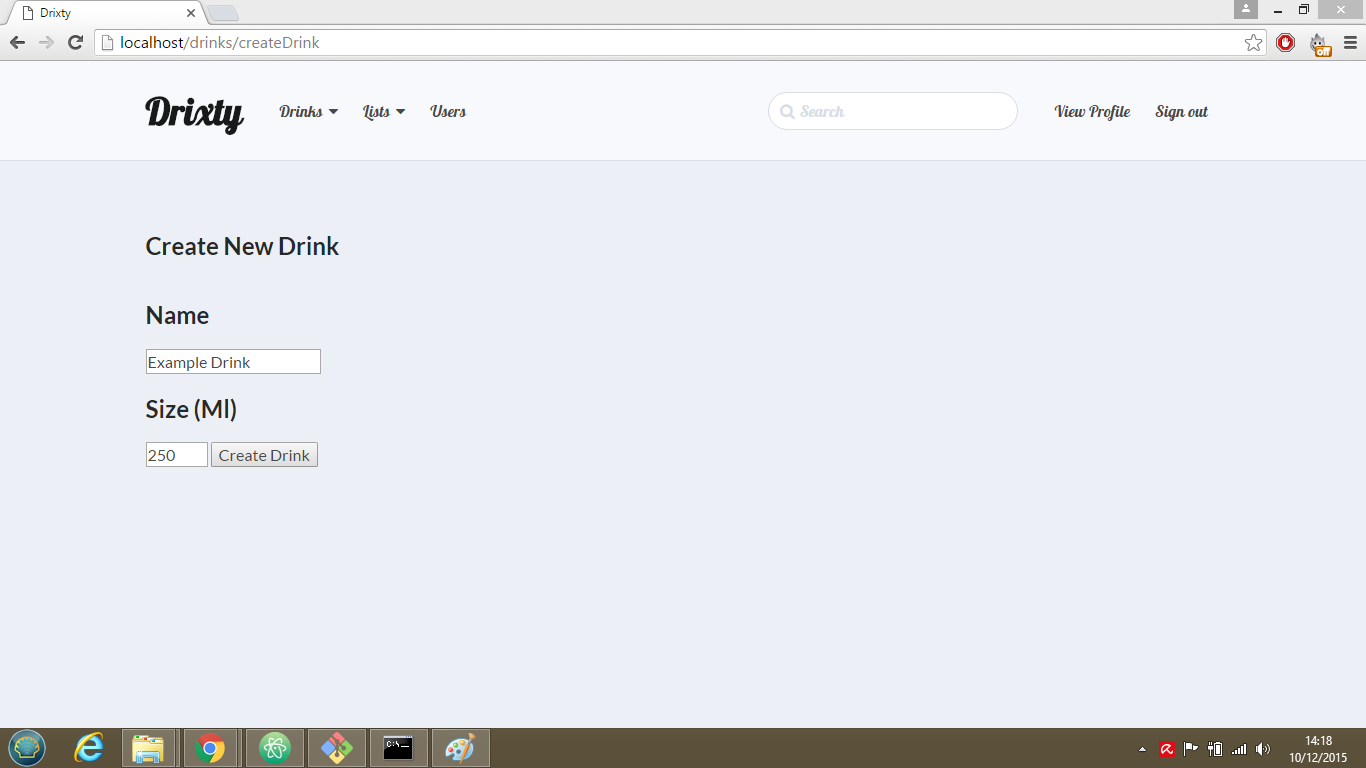 Drixty
localhost/drinks/createDrink
off
Drixty Drinks Lists Users Search View Profile Sign out
Create New Drink
Name
Example Drink
Size (Ml)
250 Create Drink
C:\_
14:18
10/12/2015